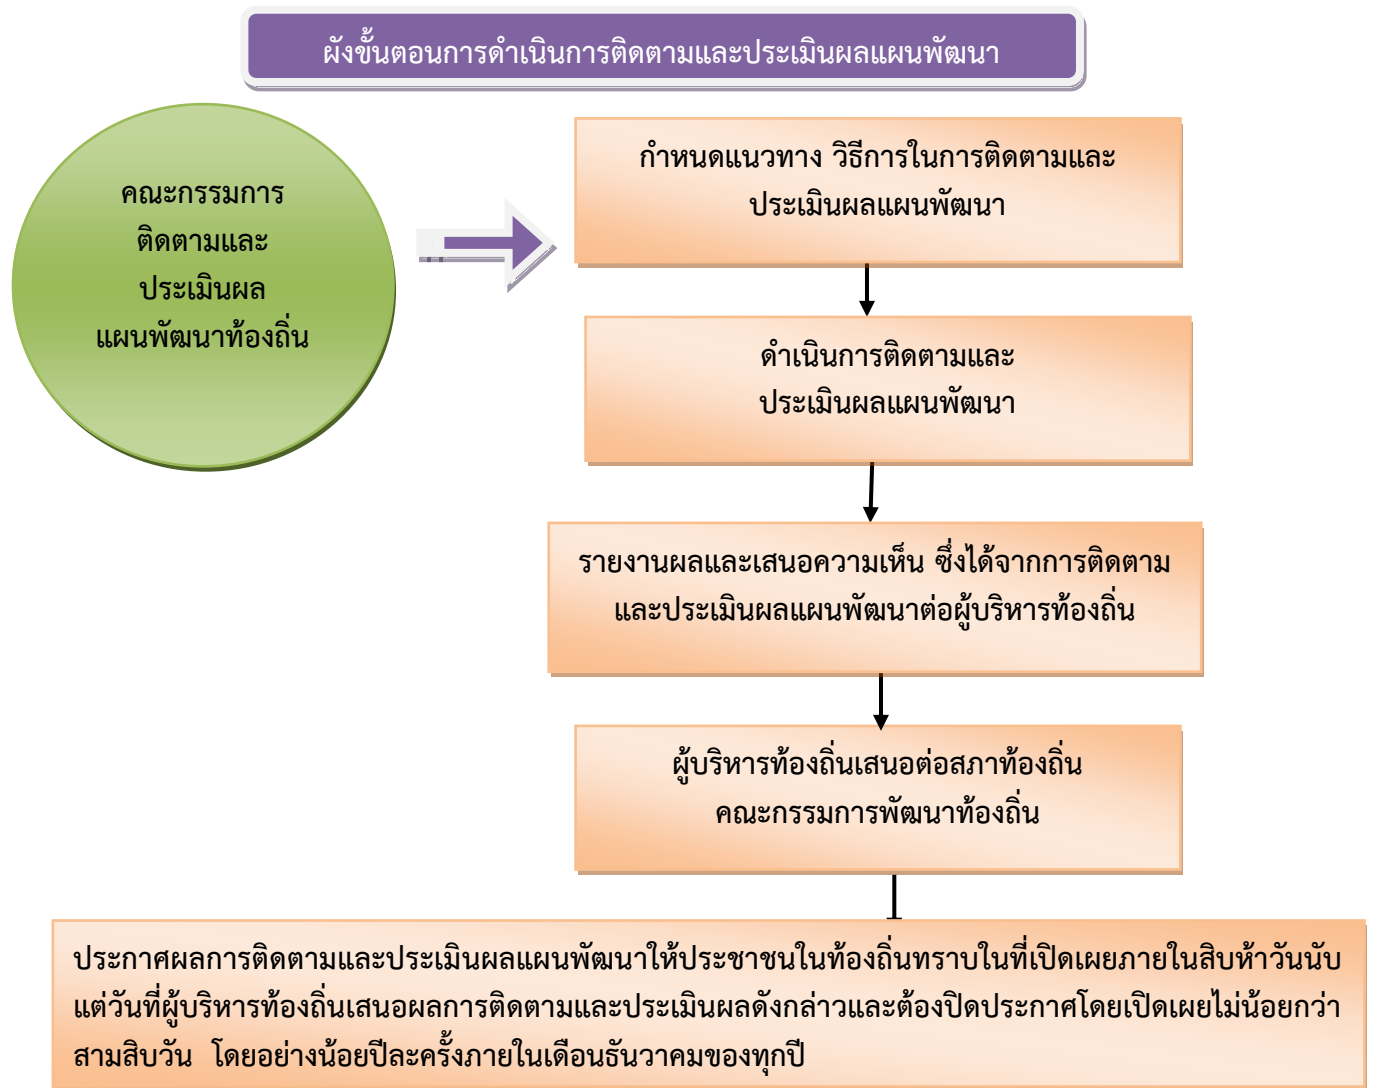 ผังขั้นตอนการดำเนินการติดตามและประเมินผลแผนพัฒนา
คณะกรรมการ
ติดตามและ
ประเมินผล
แผนพัฒนาท้องถิ่น
กำหนดแนวทาง วิธีการในการติดตามและ
ประเมินผลแผนพัฒนา
ดำเนินการติดตามและ
ประเมินผลแผนพัฒนา
รายงานผลและเสนอความเห็น ซึ่งได้จากการติดตาม
และประเมินผลแผนพัฒนาต่อผู้บริหารท้องถิ่น
ผู้บริหารท้องถิ่นเสนอต่อสภาท้องถิ่น
คณะกรรมการพัฒนาท้องถิ่น
ประกาศผลการติดตามและประเมินผลแผนพัฒนาให้ประชาชนในท้องถิ่นทราบในที่เปิดเผยภายในสิบห้าวันนับ
แต่วันที่ผู้บริหารท้องถิ่นเสนอผลการติดตามและประเมินผลดังกล่าวและต้องปิดประกาศโดยเปิดเผยไม่น้อยกว่า
สามสิบวัน โดยอย่างน้อยปีละครั้งภายในเดือนธันวาคมของทุกปี